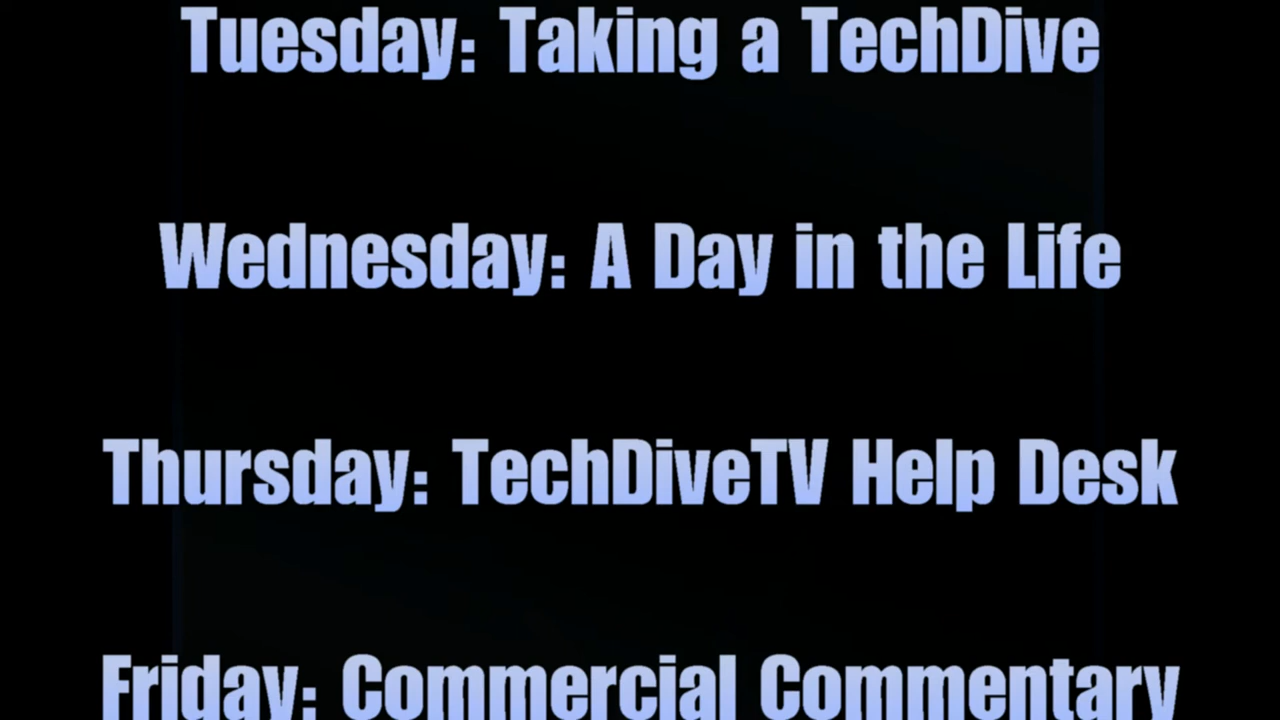 Tuesday: Taking a TechDive
Wednesday: A Day in the Life
Thursday: TechDiveTV Help Desk
Friday: Commercial Commentary